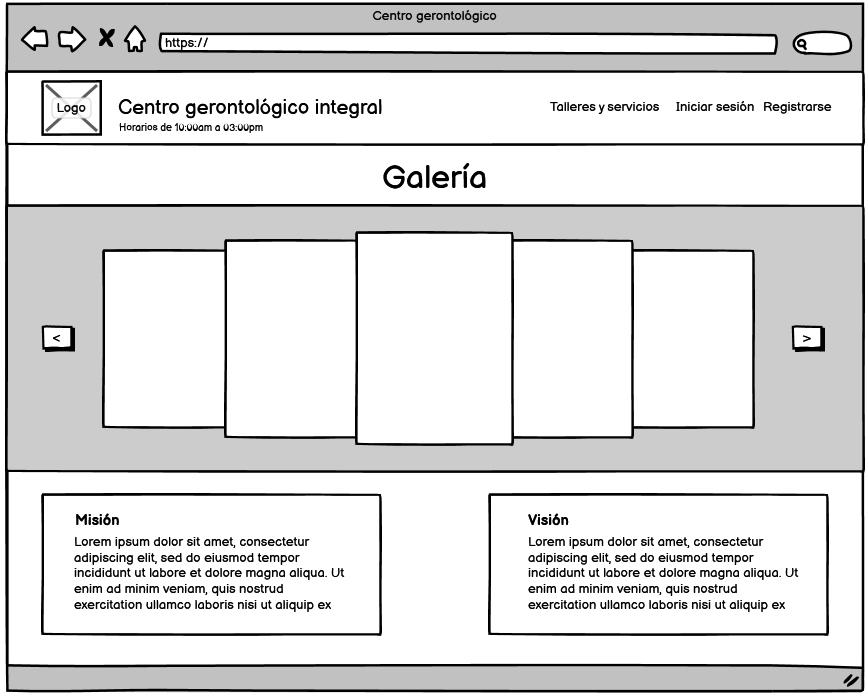 Centro gerontológico
https://
Logo
Centro gerontológico integral
Horarios de 10:00am a 03:00pm
Talleres y servicios Iniciar sesión Registrarse
Galería
<
>
Misión
Lorem ipsum dolor sit amet, consectetur
adipiscing elit, sed do eiusmod tempor
incididunt ut labore et dolore magna aliqua. Ut
enim ad minim veniam, quis nostrud
exercitation ullamco laboris nisi ut aliquip ex
Visión
Lorem ipsum dolor sit amet, consectetur
adipiscing elit, sed do eiusmod tempor
incididunt ut labore et dolore magna aliqua. Ut
enim ad minim veniam, quis nostrud
exercitation ullamco laboris nisi ut aliquip ex